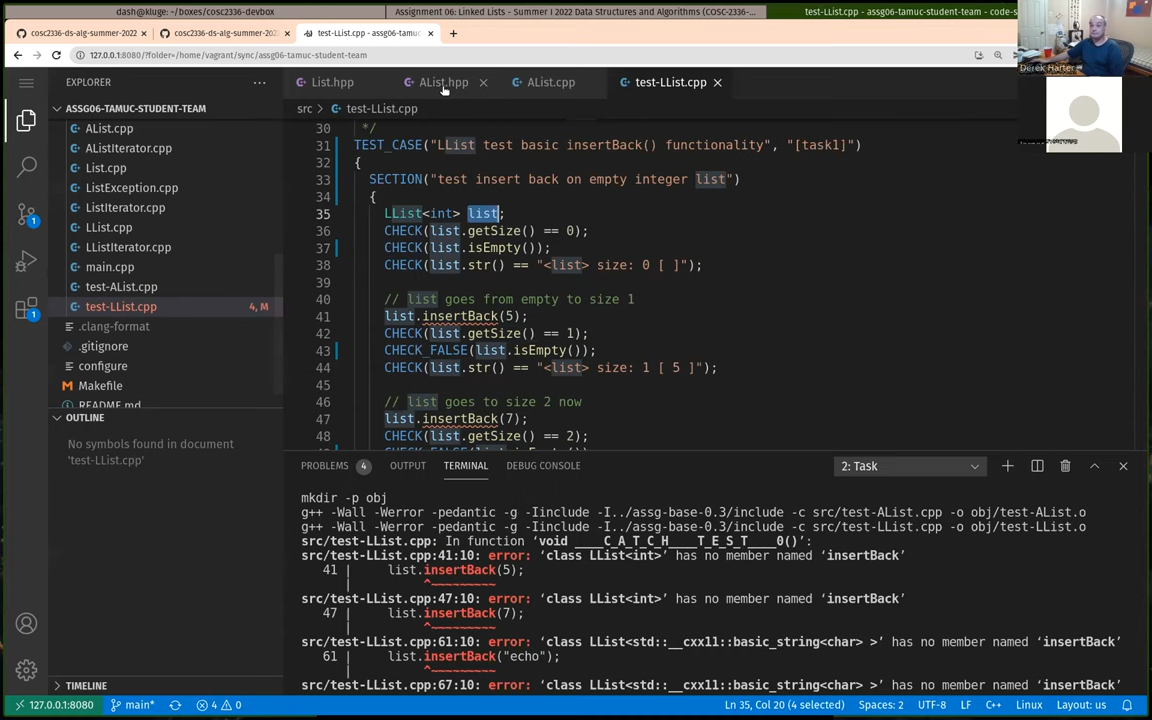 dash@kluge: ~/boxes/cosc2336-devbox
Assignment 06: Linked Lists - Summer I 2022 Data Structures and Algorithms (COSC-2336-...
test-LList.cpp - assg06-tamuc-student-team - code-s
cosc2336-ds-alg-summer-2022
cosc2336-ds-alg-summer-202
test-LList.cpp - assg06-tamuc
127.0.0.1:8080/?folder=/home/vagrant/sync/assg06-tamuc-student-team
Derek Harter
EXPLORER
List.hpp
AList.hpp
AList.cpp
test-LList.cpp
ASSG06-TAMUC-STUDENT-TEAM
src > test-LList.cpp
AList.cpp
AListIterator.cpp
List.cpp
ListException.cpp
ListIterator.cpp
LList.cpp
LListIterator.cpp
main.cpp
test-AList.cpp
test-LList.cpp 4, M
.clang-format
.gitignore
configure
Makefile
README.md
OUTLINE
No symbols found in document
'test-LList.cpp'
TIMELINE
30 */
31 TEST_CASE("LList test basic insertBack() functionality", "[task1]")
32 {
33 SECTION("test insert back on empty integer list")
34 {
35 LList<int> list;
36 CHECK(list.getSize() == 0);
37 CHECK(list.isEmpty());
38 CHECK(list.str() == "<list> size: 0 [ ]");
39
40 // list goes from empty to size 1
41 list.insertBack(5);
42 CHECK(list.getSize() == 1);
43 CHECK_FALSE(list.isEmpty());
44 CHECK(list.str() == "<list> size: 1 [ 5 ]");
45
46 // list goes to size 2 now
47 list.insertBack(7);
48 CHECK(list.getSize() == 2);
PROBLEMS 4 OUTPUT TERMINAL DEBUG CONSOLE 2: Task
mkdir -p obj
g++ -Wall -Werror -pedantic -g -Iinclude -I../assg-base-0.3/include -c src/test-AList.cpp -o obj/test-AList.o
g++ -Wall -Werror -pedantic -g -Iinclude -I../assg-base-0.3/include -c src/test-LList.cpp -o obj/test-LList.o
src/test-LList.cpp: In function ‘void ____C_A_T_C_H____T_E_S_T____0()’:
src/test-LList.cpp:41:10: error: ‘class LList<int>’ has no member named ‘insertBack’
41 | list.insertBack(5);
| ^~~~~~~~~~
src/test-LList.cpp:47:10: error: ‘class LList<int>’ has no member named ‘insertBack’
47 | list.insertBack(7);
| ^~~~~~~~~~
src/test-LList.cpp:61:10: error: ‘class LList<std::__cxx11::basic_string<char> >’ has no member named ‘insertBack’
61 | list.insertBack("echo");
| ^~~~~~~~~~
src/test-LList.cpp:67:10: error: ‘class LList<std::__cxx11::basic_string<char> >’ has no member named ‘insertBack’
127.0.0.1:8080 main* 4 0 Ln 35, Col 20 (4 selected) Spaces: 2 UTF-8 LF C++ Linux Layout: us